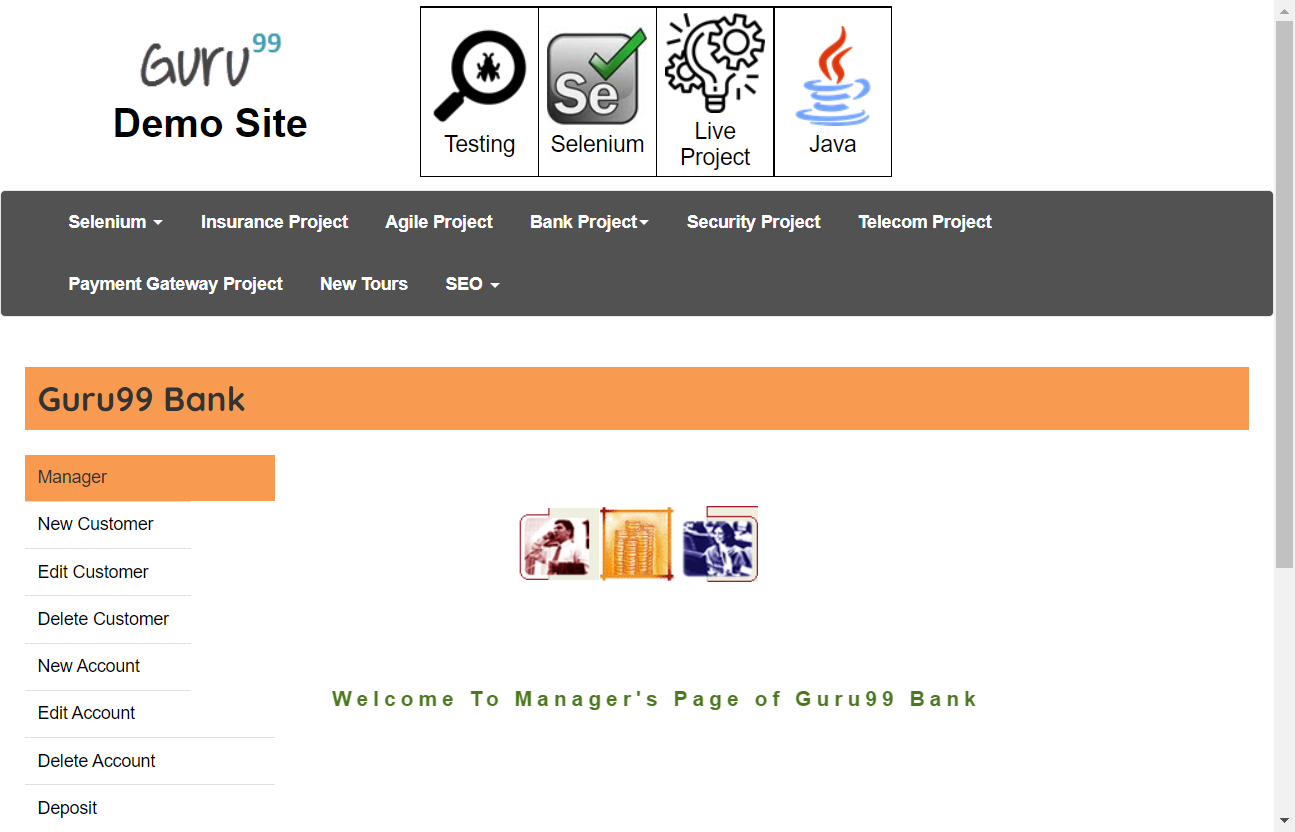 Guru99
Demo Site
Testing
Se
Selenium
Live
Project
Java
Selenium Insurance Project Agile Project Bank Project Security Project Telecom Project
Payment Gateway Project New Tours SEO
Guru99 Bank
Manager
New Customer
Edit Customer
Delete Customer
New Account
Edit Account
Delete Account
Deposit
Welcome To Manager's Page of Guru99 Bank